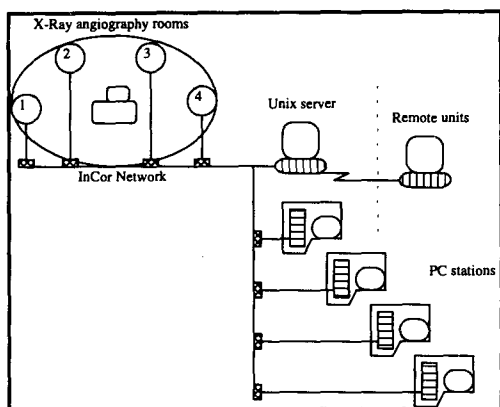 X-Ray angiography rooms
1
2
3
4
Unix server
Remote units
InCor Network
PC stations